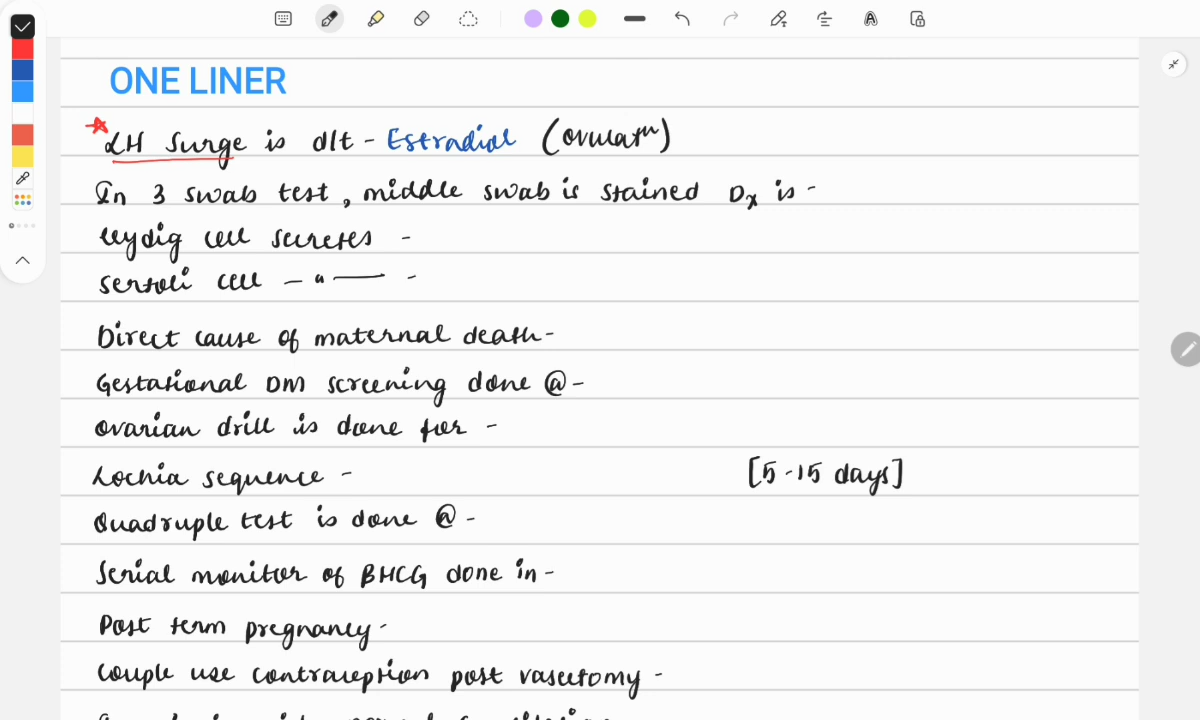 ONE LINER
LH Surge is d/t - Estradiol (ovulatn)
In 3 swab test, middle swab is stained Dx is -
leydig cell secretes -
sertoli cell — " —— -
Direct cause of maternal death -
Gestational DM screening done @ -
ovarian drill is done for -
Lochia sequence - [5-15 days]
Quadruple test is done @ -
Serial monitor of BHCG done in -
Post term pregnancy -
Couple use contraception post vasectomy -